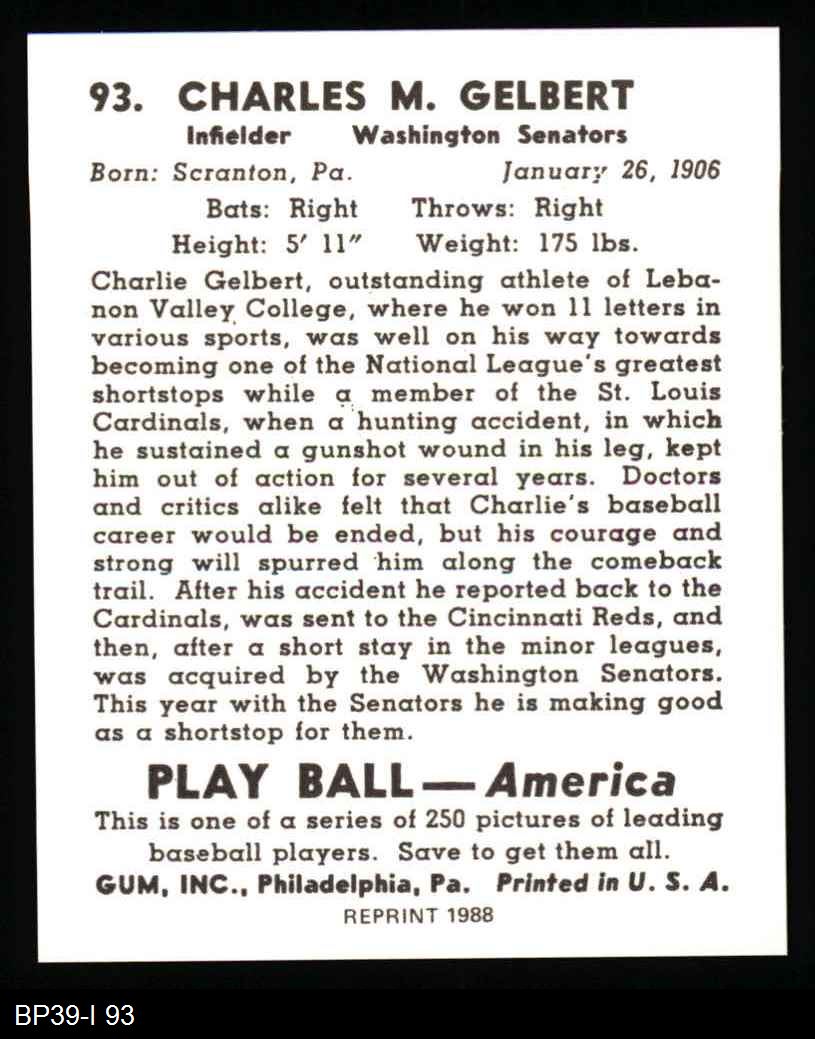 93. CHARLES M. GELBERT
Infielder Washington Senators
Born: Scranton, Pa. January 26, 1906
Bats: Right Throws: Right
Height: 5' 11" Weight: 175 lbs.
Charlie Gelbert, outstanding athlete of Leba-
non Valley College, where he won 11 letters in
various sports, was well on his way towards
becoming one of the National League's greatest
shortstops while a member of the St. Louis
Cardinals, when a hunting accident, in which
he sustained a gunshot wound in his leg, kept
him out of action for several years. Doctors
and critics alike felt that Charlie's baseball
career would be ended, but his courage and
strong will spurred him along the comeback
trail. After his accident he reported back to the
Cardinals, was sent to the Cincinnati Reds, and
then, after a short stay in the minor leagues,
was acquired by the Washington Senators.
This year with the Senators he is making good
as a shortstop for them.
PLAY BALL—America
This is one of a series of 250 pictures of leading
baseball players. Save to get them all.
GUM, INC., Philadelphia, Pa. Printed in U. S. A.
REPRINT 1988
BP39-I 93